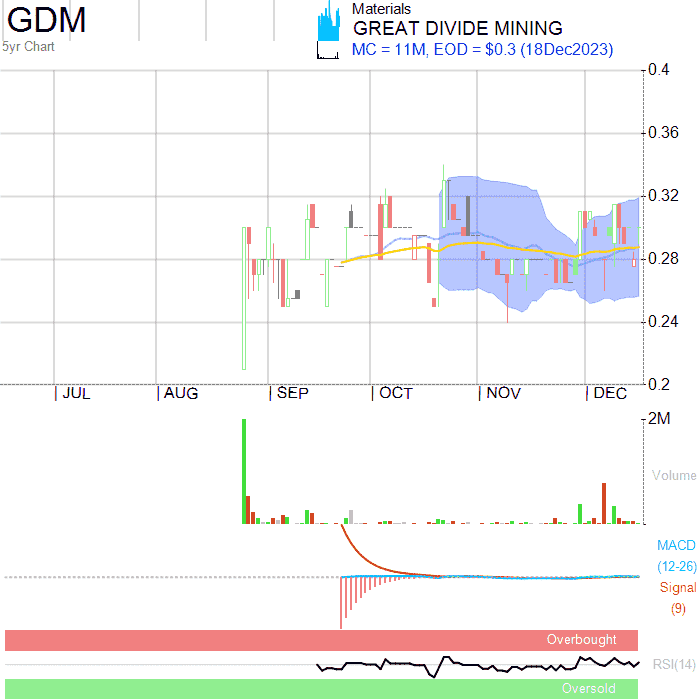 GDM
5yr Chart
Materials
GREAT DIVIDE MINING
MC = 11M, EOD = $0.3 (18Dec2023)
0.4
0.36
0.32
0.28
0.24
0.2
JUL
AUG
SEP
OCT
NOV
DEC
2M
Volume
MACD
(12-26)
Signal
(9)
Overbought
RSI(14)
Oversold